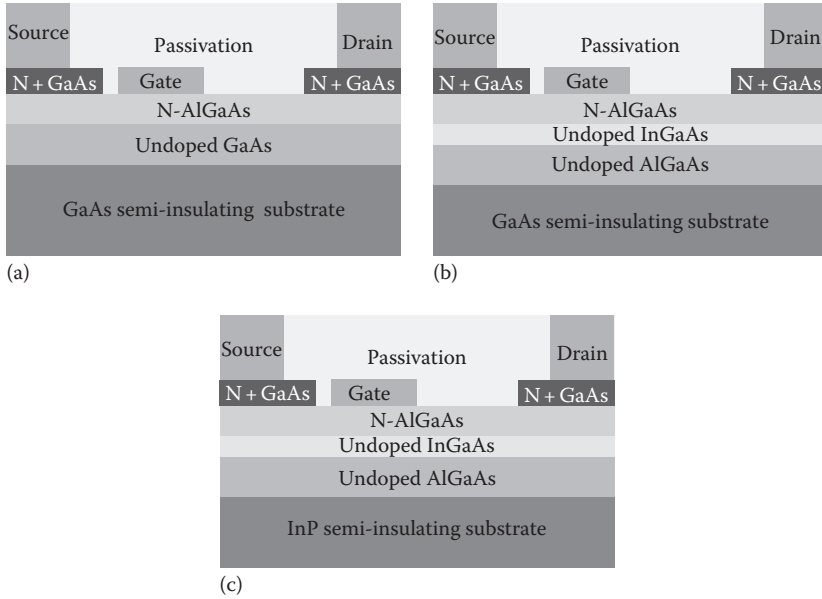 Source
Passivation
Drain
N + GaAs
Gate
N + GaAs
N-AlGaAs
Undoped GaAs
GaAs semi-insulating substrate
(a)
Source
Passivation
Drain
N + GaAs
Gate
N + GaAs
N-AlGaAs
Undoped InGaAs
Undoped AlGaAs
GaAs semi-insulating substrate
(b)
Source
Passivation
Drain
N + GaAs
Gate
N + GaAs
N-AlGaAs
Undoped InGaAs
Undoped AlGaAs
InP semi-insulating substrate
(c)